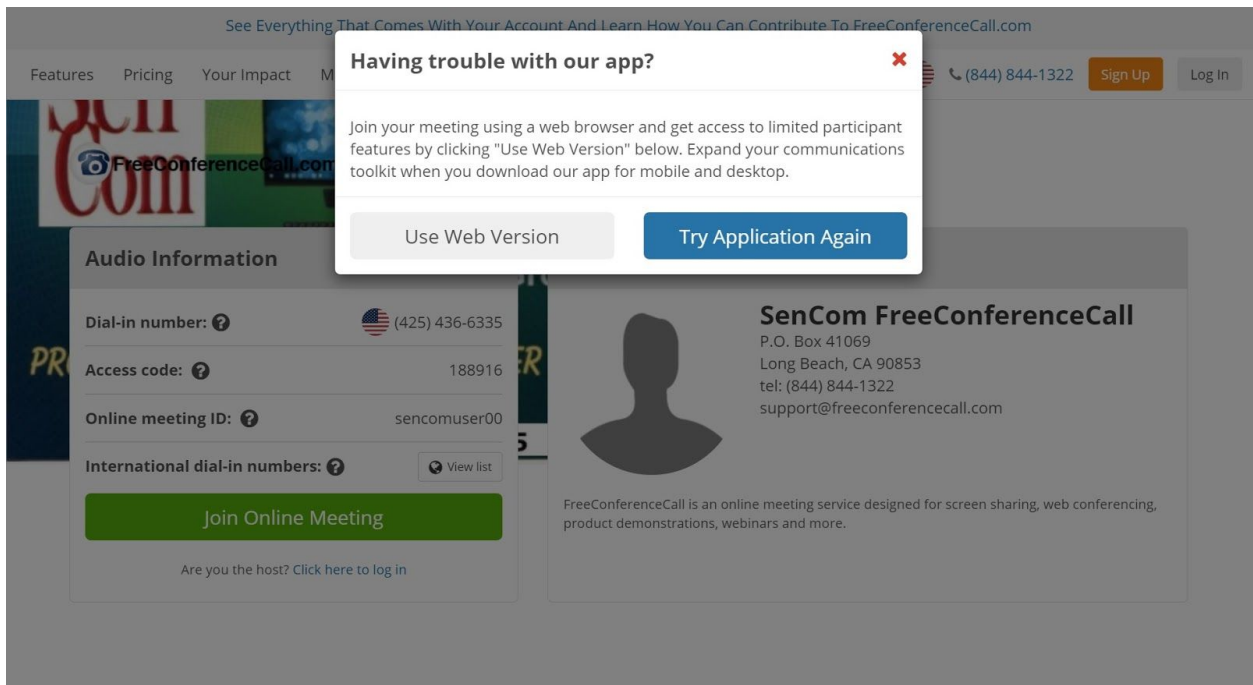 See Everything That Comes With Your Account And Learn How You Can Contribute To FreeConferenceCall.com
Features Pricing Your Impact M
(844) 844-1322 Sign Up Log In
Having trouble with our app?
Join your meeting using a web browser and get access to limited participant
features by clicking "Use Web Version" below. Expand your communications
toolkit when you download our app for mobile and desktop.
Use Web Version Try Application Again
Sen
Com
FreeConferenceCall.com
Audio Information
Dial-in number: (425) 436-6335
Access code: 188916
Online meeting ID: sencomuser00
International dial-in numbers: View list
Join Online Meeting
Are you the host? Click here to log in
PR
ER
5
SenCom FreeConferenceCall
P.O. Box 41069
Long Beach, CA 90853
tel: (844) 844-1322
support@freeconferencecall.com
FreeConferenceCall is an online meeting service designed for screen sharing, web conferencing,
product demonstrations, webinars and more.